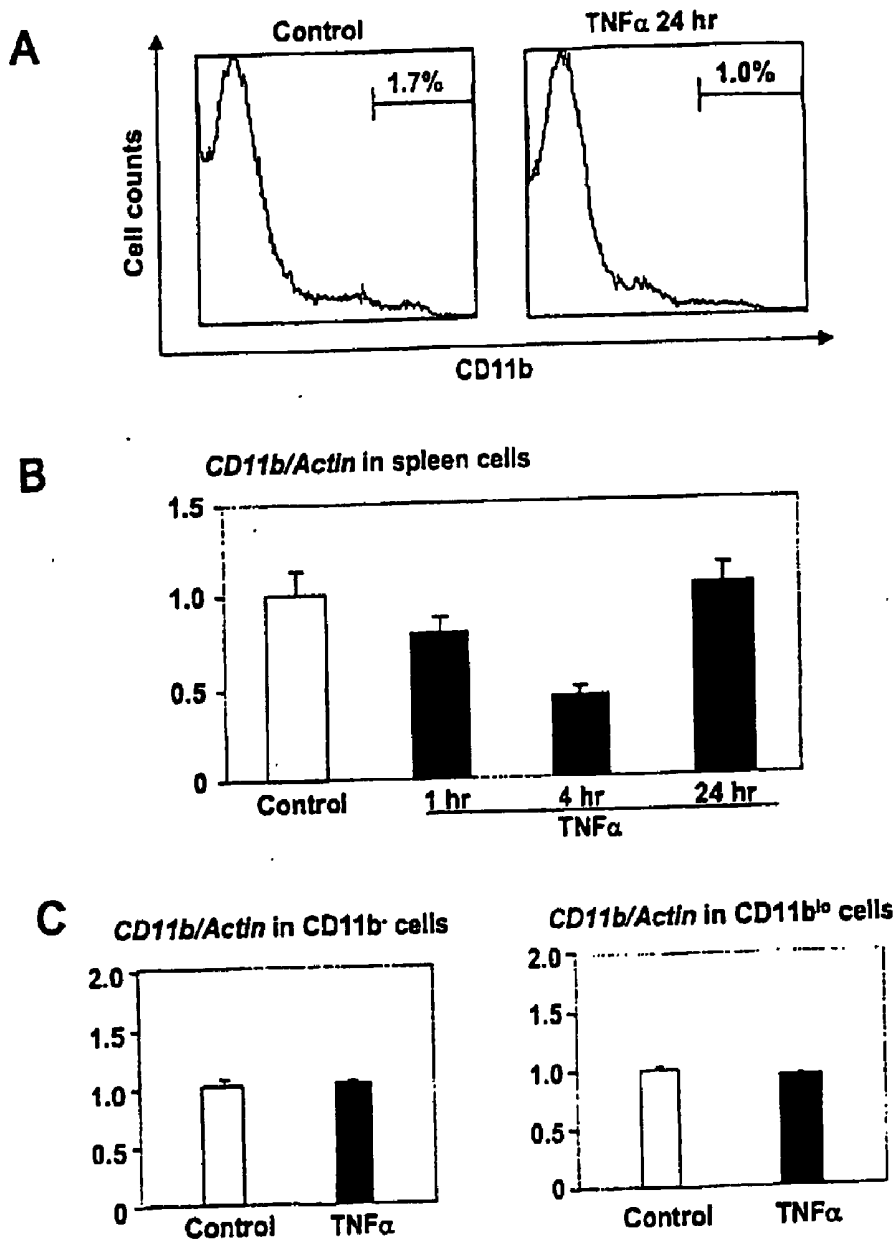 A
Control
TNFα 24 hr
1.7%
1.0%
Cell counts
CD11b
B
CD11b/Actin in spleen cells
1.5
1.0
0.5
0
Control
1 hr
4 hr
24 hr
TNFα
C
CD11b/Actin in CD11b- cells
2.0
1.5
1.0
0.5
0
Control
TNFα
CD11b/Actin in CD11blo cells
2.0
1.5
1.0
0.5
0
Control
TNFα